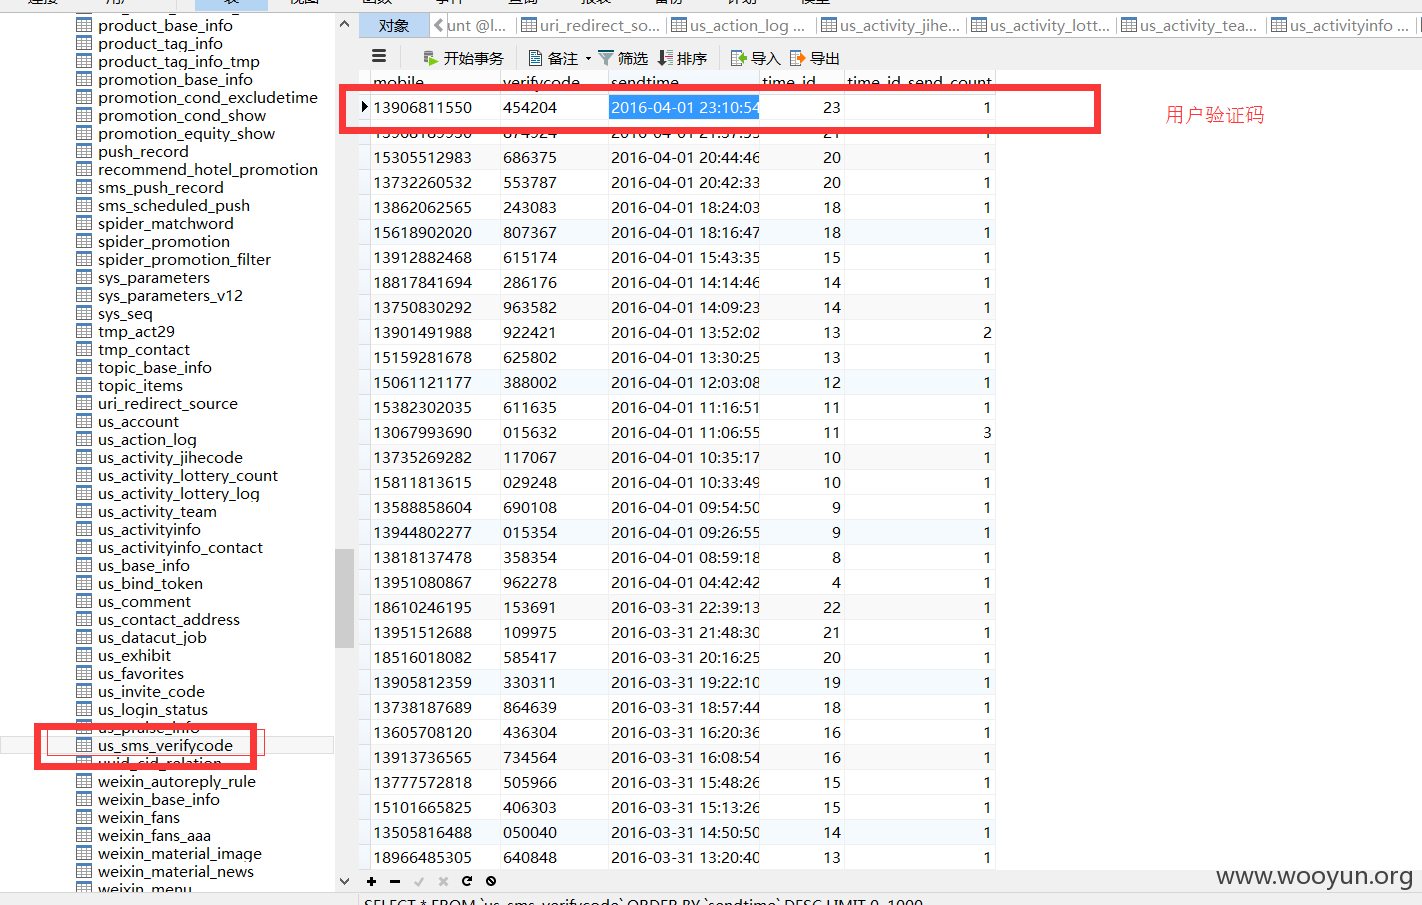 对象
unt @l...
uri_redirect_so...
us_action_log ...
us_activity_jihe...
us_activity_lott...
us_activity_tea...
us_activityinfo ...
开始事务
备注
筛选
排序
导入
导出
product_base_info
product_tag_info
product_tag_info_tmp
promotion_base_info
promotion_cond_excludetime
promotion_cond_show
promotion_equity_show
push_record
recommend_hotel_promotion
sms_push_record
sms_scheduled_push
spider_matchword
spider_promotion
spider_promotion_filter
sys_parameters
sys_parameters_v12
sys_seq
tmp_act29
tmp_contact
topic_base_info
topic_items
uri_redirect_source
us_account
us_action_log
us_activity_jihecode
us_activity_lottery_count
us_activity_lottery_log
us_activity_team
us_activityinfo
us_activityinfo_contact
us_base_info
us_bind_token
us_comment
us_contact_address
us_datacut_job
us_exhibit
us_favorites
us_invite_code
us_login_status
us_praise_info
us_sms_verifycode
uuid_cid_relation
weixin_autoreply_rule
weixin_base_info
weixin_fans
weixin_fans_aaa
weixin_material_image
weixin_material_news
weixin_menu
mobile verifycode sendtime time_id time_id_send_count
13906811550 454204 2016-04-01 23:10:54 23 1
用户验证码
15305512983 686375 2016-04-01 20:44:46 20 1
13732260532 553787 2016-04-01 20:42:33 20 1
13862062565 243083 2016-04-01 18:24:03 18 1
15618902020 807367 2016-04-01 18:16:47 18 1
13912882468 615174 2016-04-01 15:43:35 15 1
18817841694 286176 2016-04-01 14:14:46 14 1
13750830292 963582 2016-04-01 14:09:23 14 1
13901491988 922421 2016-04-01 13:52:02 13 2
15159281678 625802 2016-04-01 13:30:25 13 1
15061121177 388002 2016-04-01 12:03:08 12 1
15382302035 611635 2016-04-01 11:16:51 11 1
13067993690 015632 2016-04-01 11:06:55 11 3
13735269282 117067 2016-04-01 10:35:17 10 1
15811813615 029248 2016-04-01 10:33:49 10 1
13588858604 690108 2016-04-01 09:54:50 9 1
13944802277 015354 2016-04-01 09:26:55 9 1
13818137478 358354 2016-04-01 08:59:18 8 1
13951080867 962278 2016-04-01 04:42:42 4 1
18610246195 153691 2016-03-31 22:39:13 22 1
13951512688 109975 2016-03-31 21:48:30 21 1
18516018082 585417 2016-03-31 20:16:25 20 1
13905812359 330311 2016-03-31 19:22:10 19 1
13738187689 864639 2016-03-31 18:57:44 18 1
13605708120 436304 2016-03-31 16:20:36 16 1
13913736565 734564 2016-03-31 16:08:54 16 1
13777572818 505966 2016-03-31 15:48:26 15 1
15101665825 406303 2016-03-31 15:13:26 15 1
13505816488 050040 2016-03-31 14:50:50 14 1
18966485305 640848 2016-03-31 13:20:40 13 1
www.wooyun.org
SELECT * FROM `us_sms_verifycode` ORDER BY `sendtime` DESC LIMIT 0, 1000